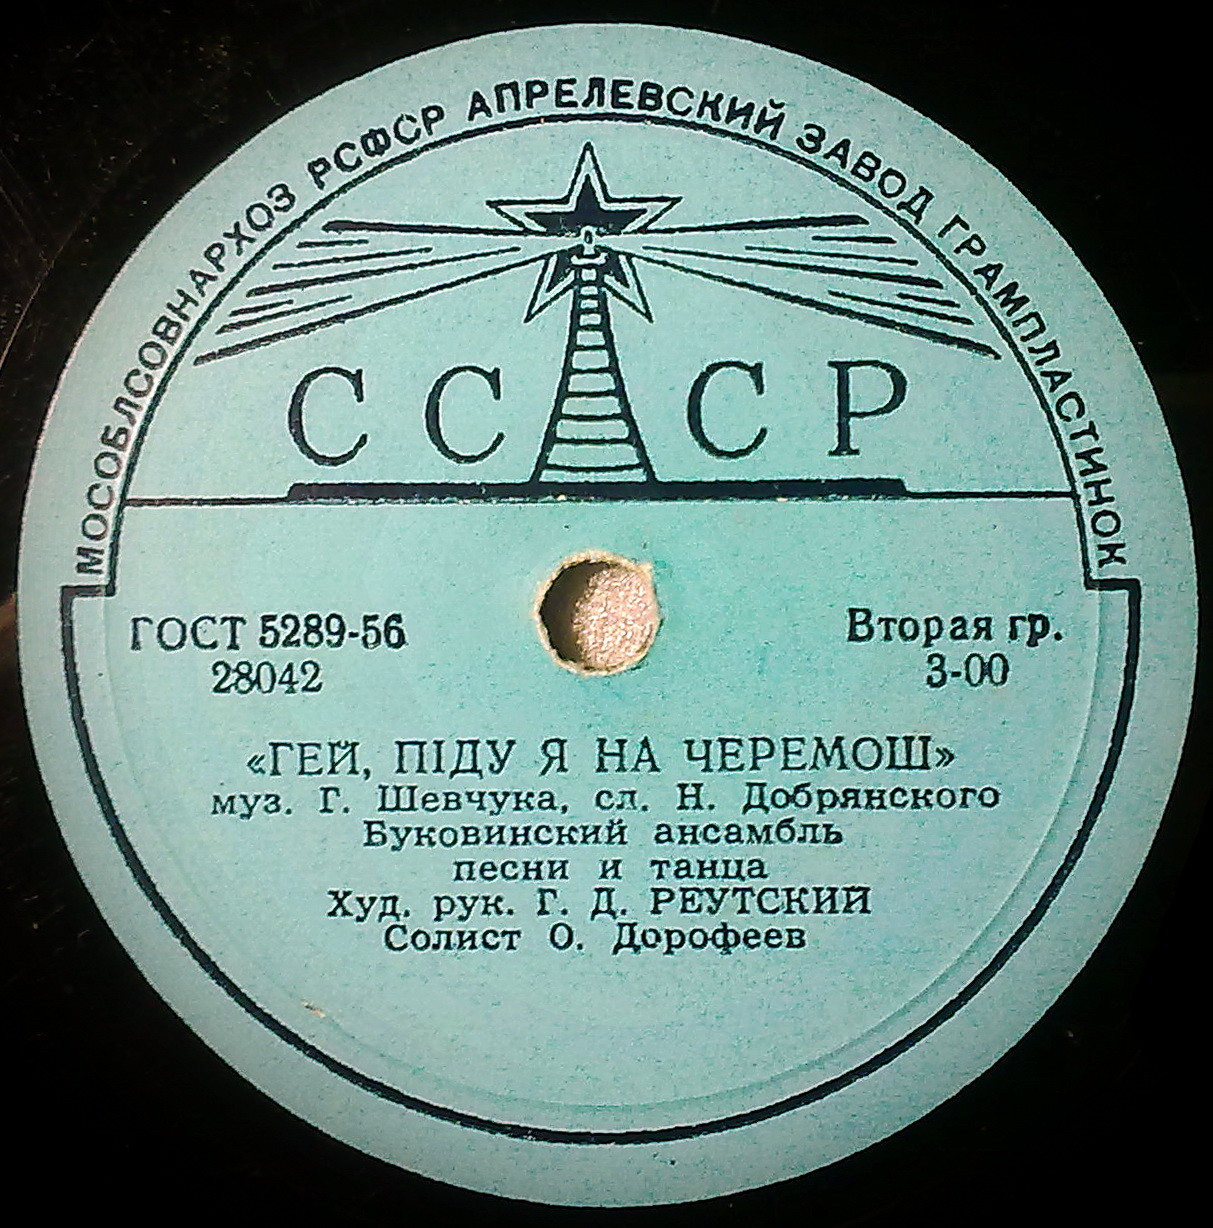 МОСОБЛСОВНАРХОЗ РСФСР АПРЕЛЕВСКИЙ ЗАВОД ГРАМПЛАСТИНОК
СССР
ГОСТ 5289-56
28042
Вторая гр.
3-00
«ГЕЙ, ПІДУ Я НА ЧЕРЕМОШ»
муз. Г. Шевчука, сл. Н. Добрянского
Буковинский ансамбль
песни и танца
Худ. рук. Г. Д. РЕУТСКИЙ
Солист О. Дорофеев